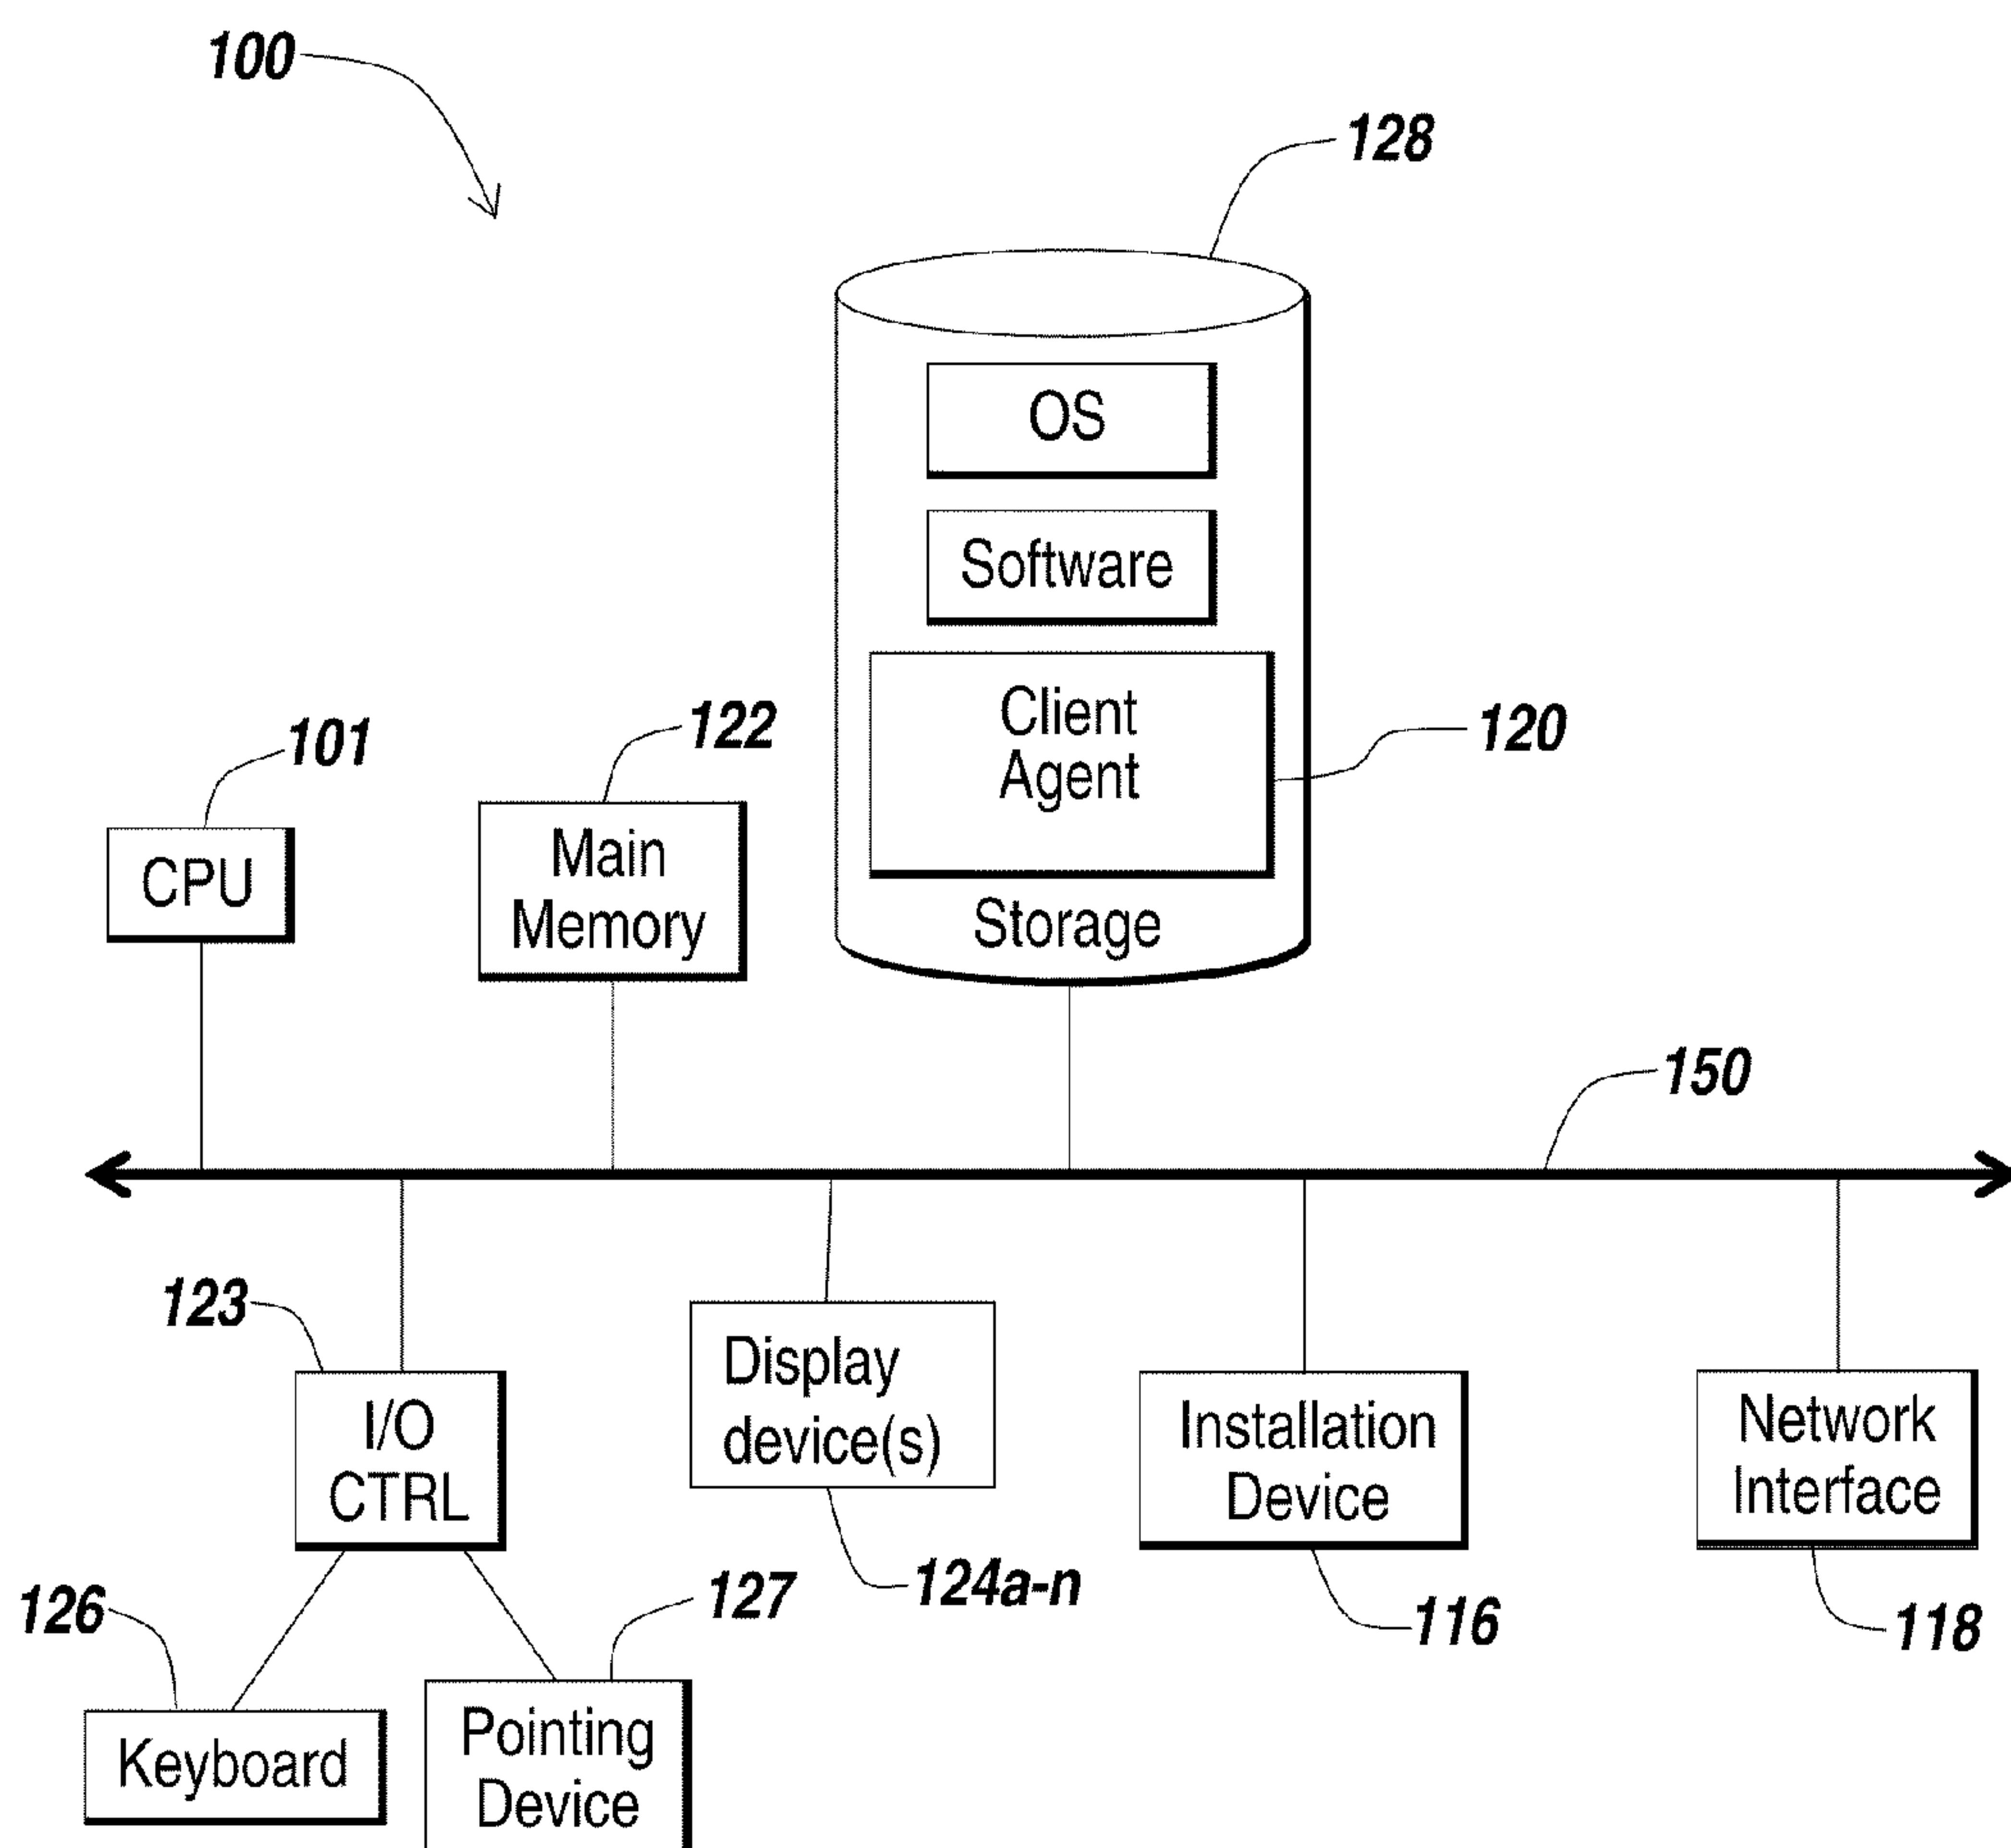 100
128
OS
Software
Client
Agent
120
Storage
101
CPU
122
Main
Memory
150
123
I/O
CTRL
Display
device(s)
124a-n
Installation
Device
116
Network
Interface
118
126
Keyboard
127
Pointing
Device